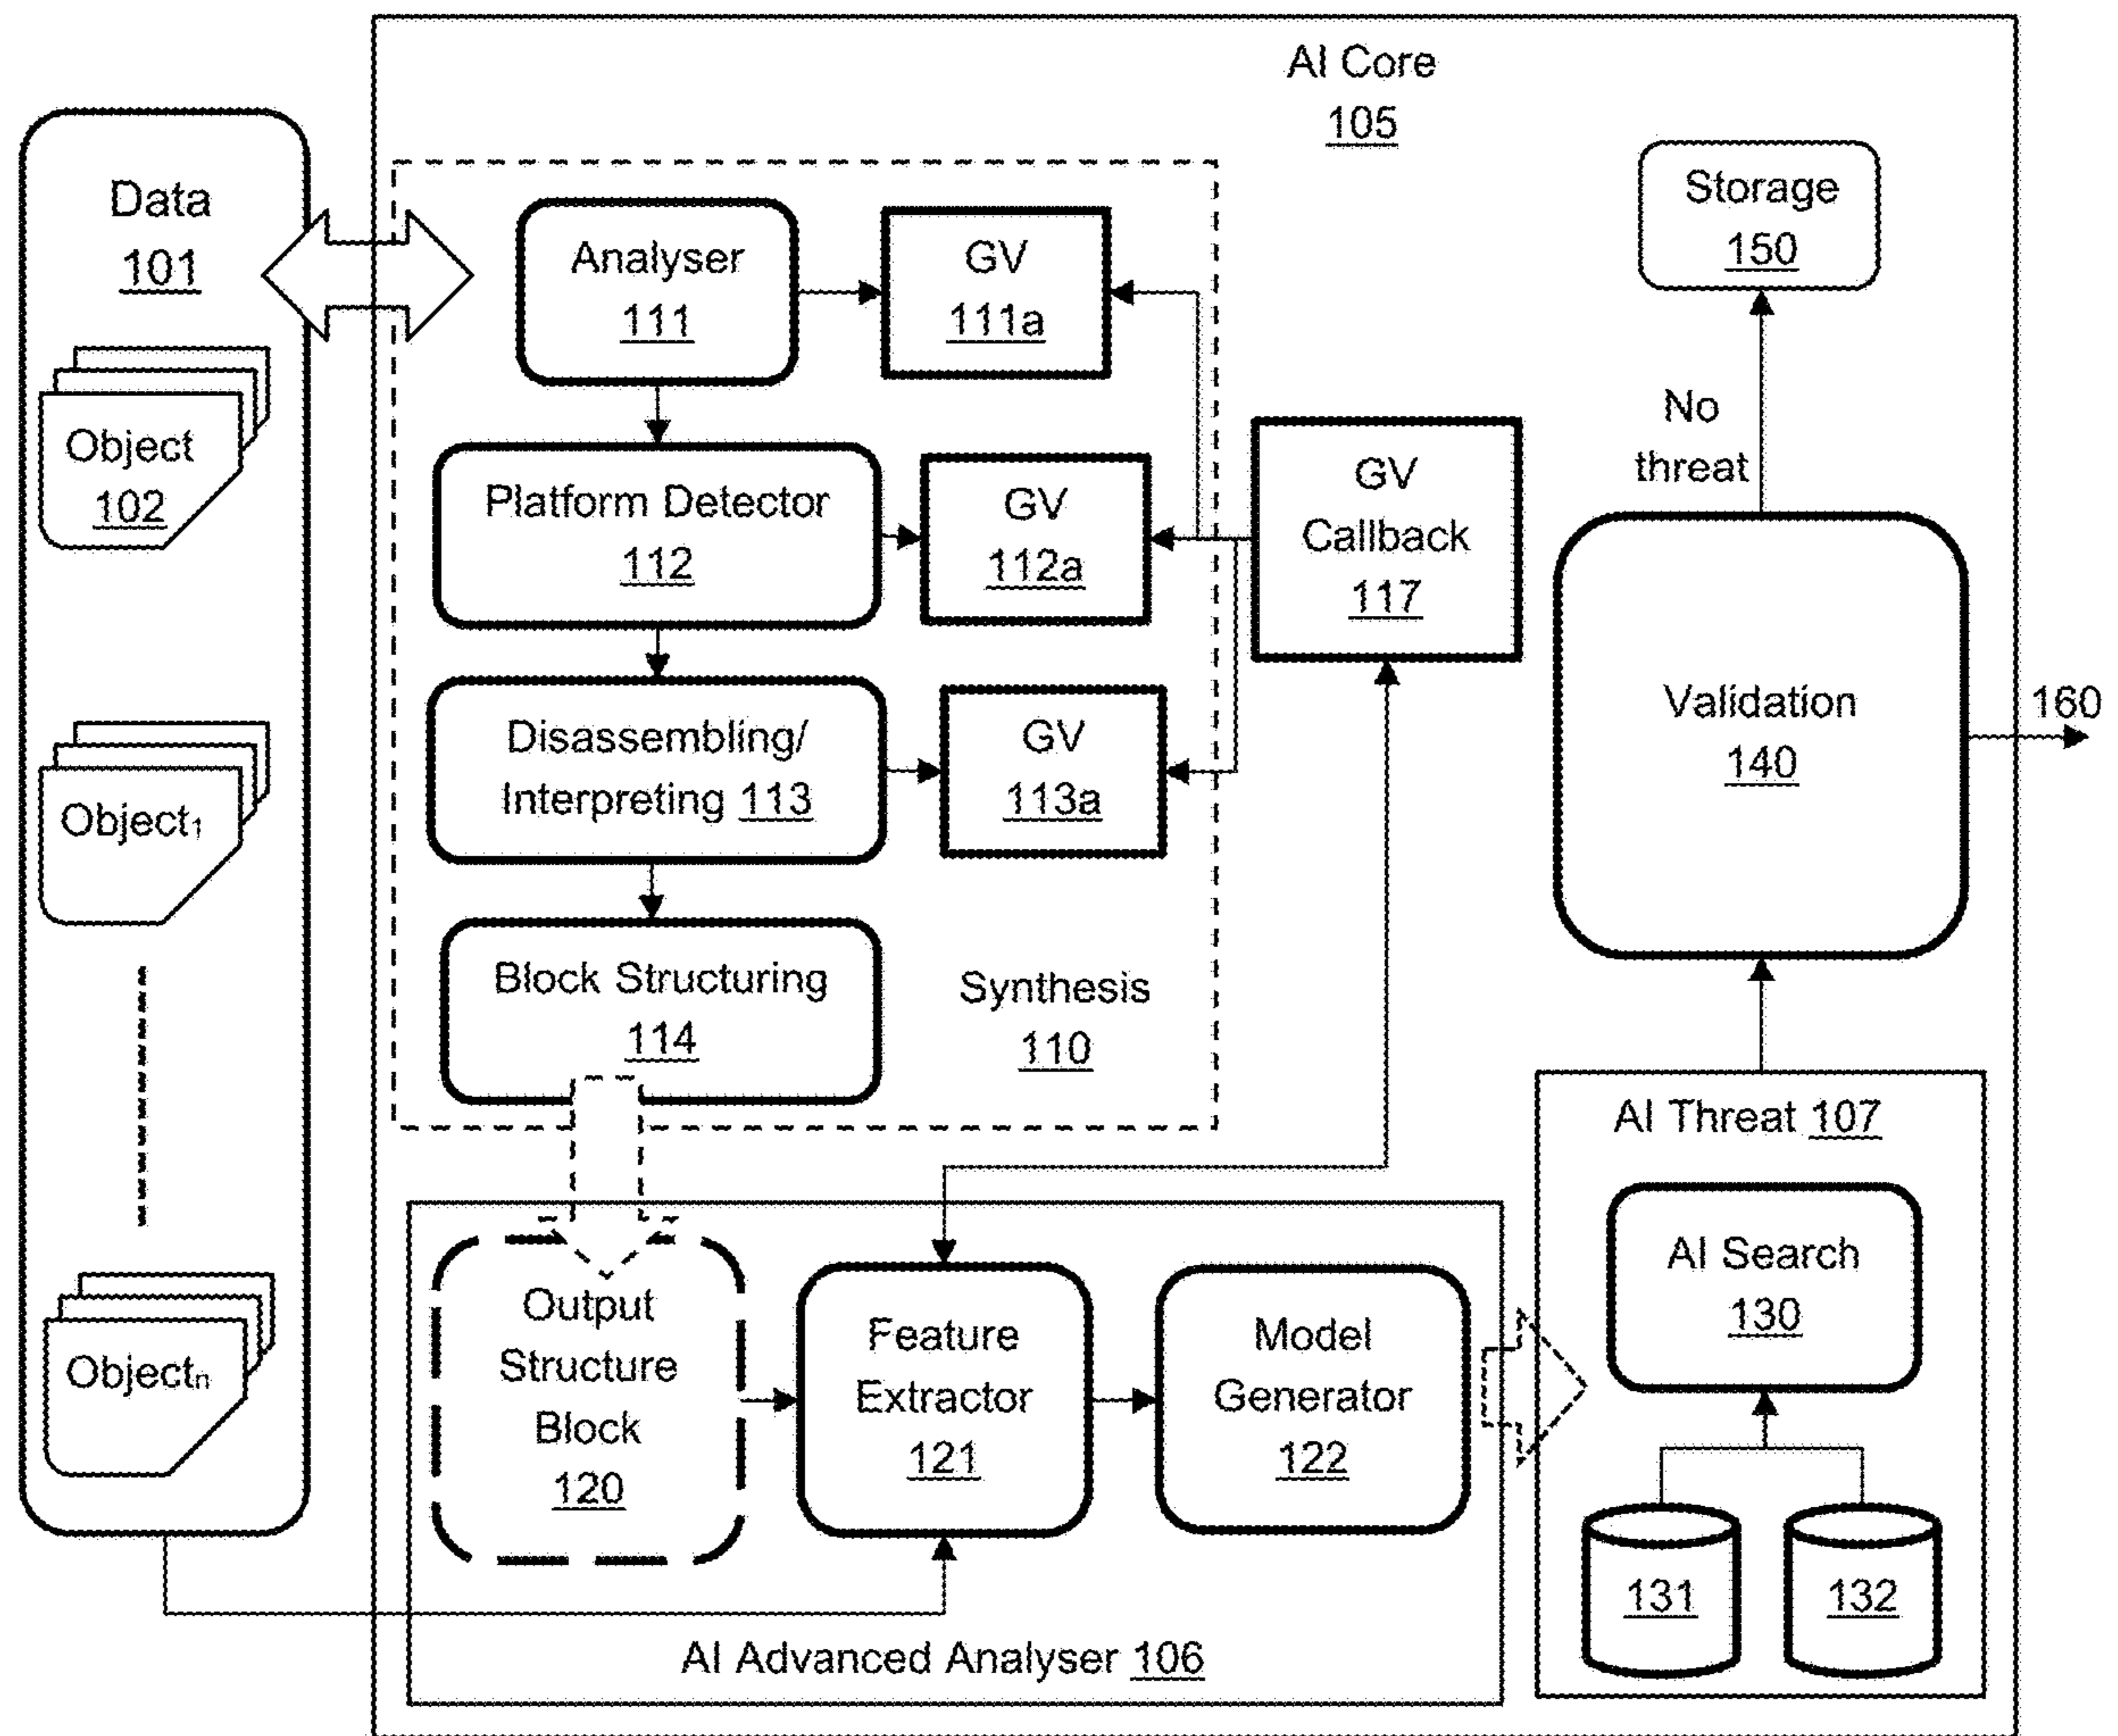 AI Core
105
Data
101
Object
102
Object₁
Objectₙ
Analyser
111
GV
111a
Platform Detector
112
GV
112a
Disassembling/
Interpreting 113
GV
113a
Block Structuring
114
Synthesis
110
GV
Callback
117
Storage
150
No
threat
Validation
140
160
AI Threat 107
AI Search
130
131
132
Output
Structure
Block
120
Feature
Extractor
121
Model
Generator
122
AI Advanced Analyser 106